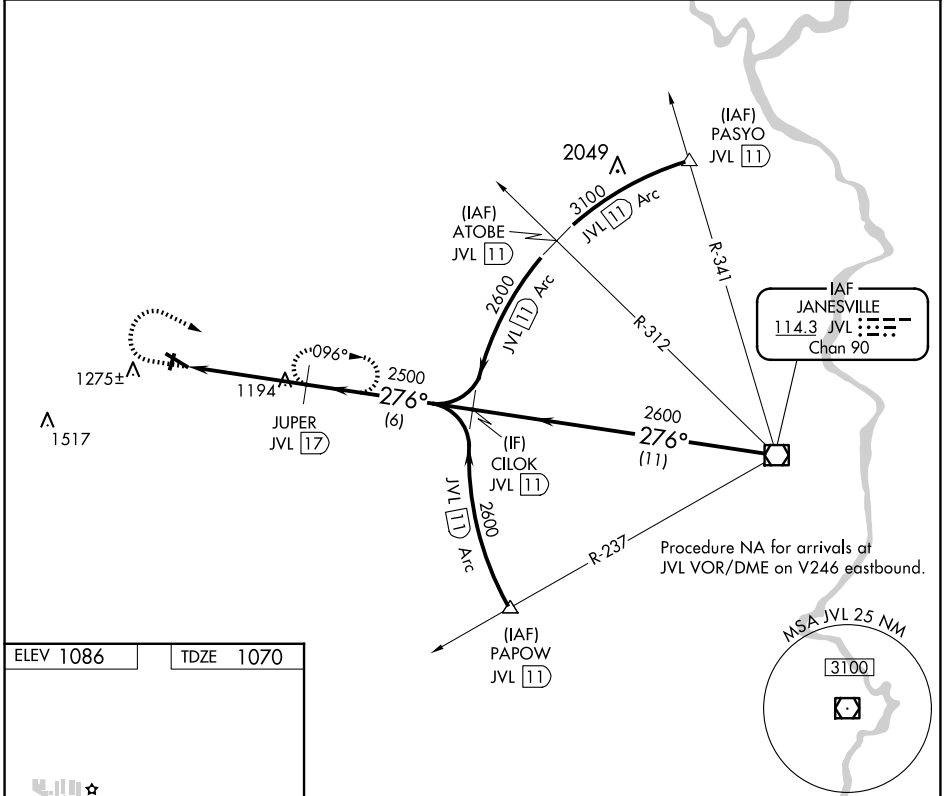 (IAF)
PASYO
JVL 11
2049
3100
JVL 11 Arc
(IAF)
ATOBE
JVL 11
R-341
2600
JVL 11 Arc
R-312
IAF
JANESVILLE
114.3 JVL
Chan 90
096°
1275±
1194
2500
276°
(6)
2600
276°
(11)
JUPER
JVL 17
1517
(IF)
CILOK
JVL 11
JVL 11 Arc
2600
R-237
Procedure NA for arrivals at
JVL VOR/DME on V246 eastbound.
(IAF)
PAPOW
JVL 11
MSA JVL 25 NM
3100
ELEV 1086
TDZE 1070